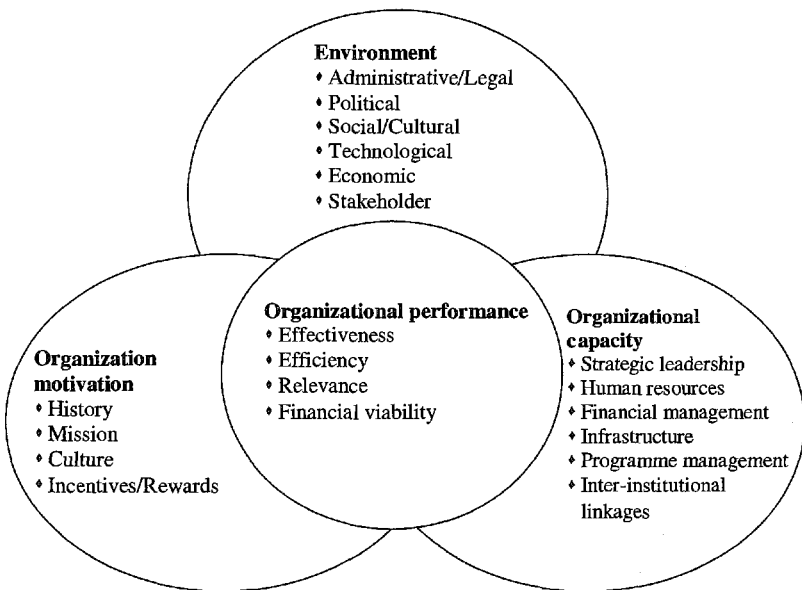 Environment
♦ Administrative/Legal
♦ Political
♦ Social/Cultural
♦ Technological
♦ Economic
♦ Stakeholder
Organizational performance
♦ Effectiveness
♦ Efficiency
♦ Relevance
♦ Financial viability
Organization
motivation
♦ History
♦ Mission
♦ Culture
♦ Incentives/Rewards
Organizational
capacity
♦ Strategic leadership
♦ Human resources
♦ Financial management
♦ Infrastructure
♦ Programme management
♦ Inter-institutional
linkages